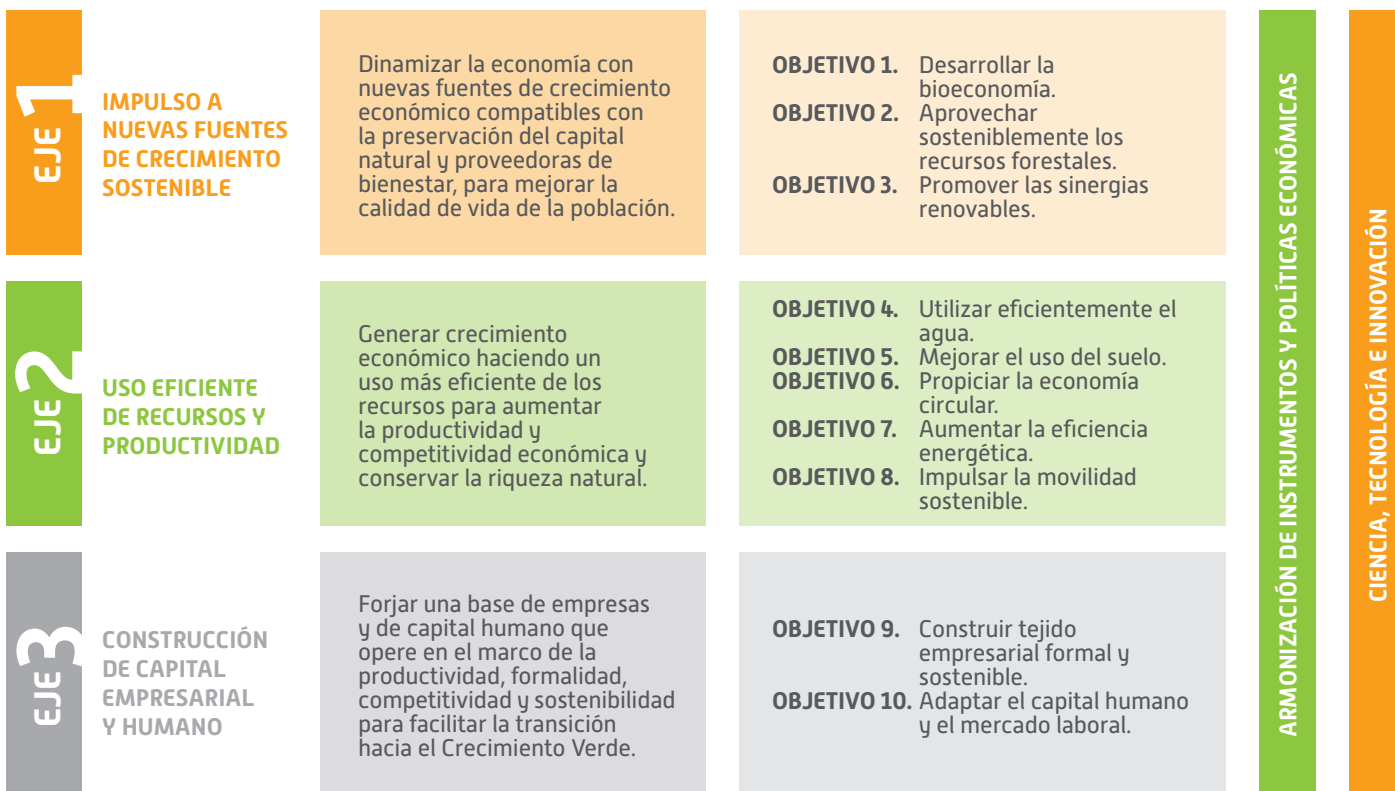 EJE 1
IMPULSO A
NUEVAS FUENTES
DE CRECIMIENTO
SOSTENIBLE
Dinamizar la economía con
nuevas fuentes de crecimiento
económico compatibles con
la preservación del capital
natural y proveedoras de
bienestar, para mejorar la
calidad de vida de la población.
OBJETIVO 1. Desarrollar la
bioeconomía.
OBJETIVO 2. Aprovechar
sosteniblemente los
recursos forestales.
OBJETIVO 3. Promover las sinergias
renovables.
EJE 2
USO EFICIENTE
DE RECURSOS Y
PRODUCTIVIDAD
Generar crecimiento
económico haciendo un
uso más eficiente de los
recursos para aumentar
la productividad y
competitividad económica y
conservar la riqueza natural.
OBJETIVO 4. Utilizar eficientemente el
agua.
OBJETIVO 5. Mejorar el uso del suelo.
OBJETIVO 6. Propiciar la economía
circular.
OBJETIVO 7. Aumentar la eficiencia
energética.
OBJETIVO 8. Impulsar la movilidad
sostenible.
EJE 3
CONSTRUCCIÓN
DE CAPITAL
EMPRESARIAL
Y HUMANO
Forjar una base de empresas
y de capital humano que
opere en el marco de la
productividad, formalidad,
competitividad y sostenibilidad
para facilitar la transición
hacia el Crecimiento Verde.
OBJETIVO 9. Construir tejido
empresarial formal y
sostenible.
OBJETIVO 10. Adaptar el capital humano
y el mercado laboral.
ARMONIZACIÓN DE INSTRUMENTOS Y POLÍTICAS ECONÓMICAS
CIENCIA, TECNOLOGÍA E INNOVACIÓN